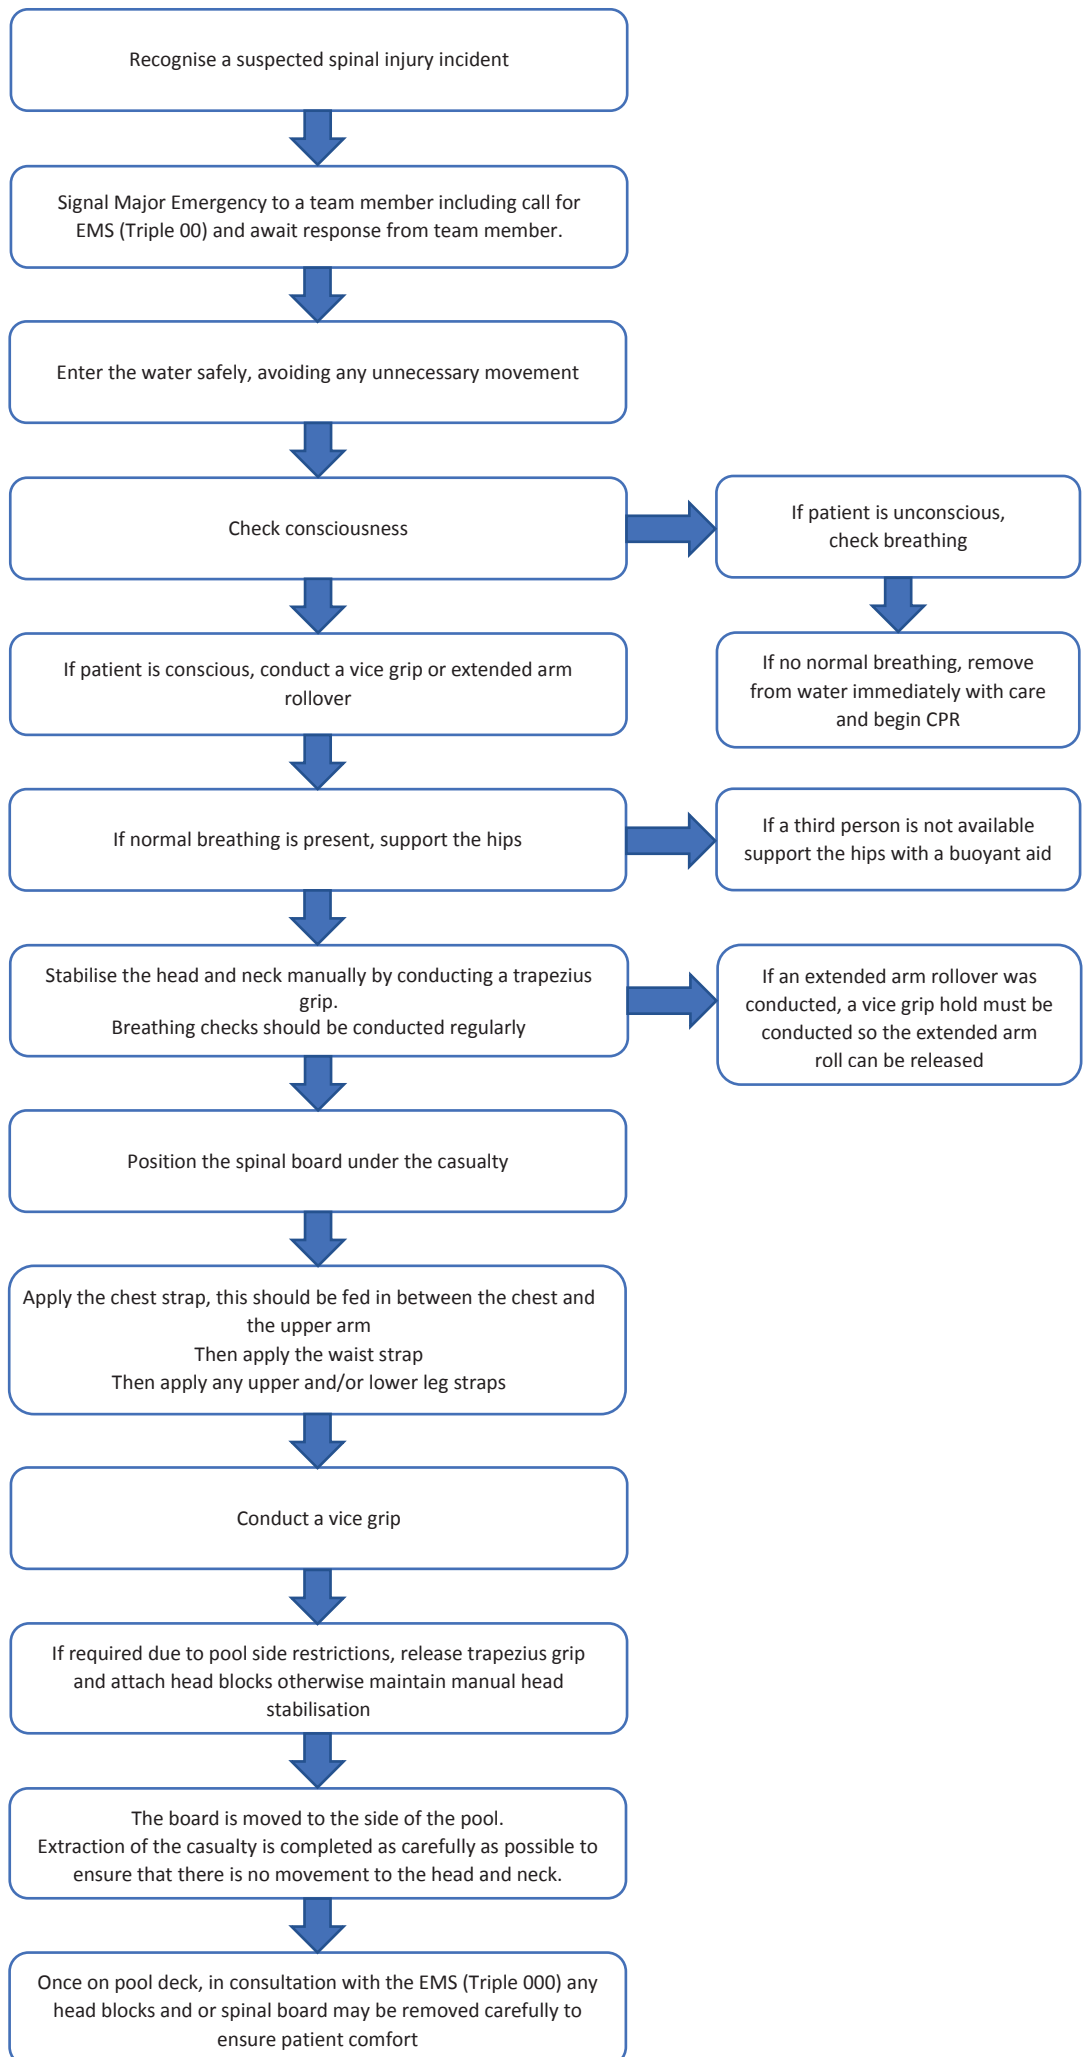 Recognise a suspected spinal injury incident
Signal Major Emergency to a team member including call for
EMS (Triple 00) and await response from team member.
Enter the water safely, avoiding any unnecessary movement
Check consciousness
If patient is unconscious,
check breathing
If patient is conscious, conduct a vice grip or extended arm
rollover
If no normal breathing, remove
from water immediately with care
and begin CPR
If normal breathing is present, support the hips
If a third person is not available
support the hips with a buoyant aid
Stabilise the head and neck manually by conducting a trapezius
grip.
Breathing checks should be conducted regularly
If an extended arm rollover was
conducted, a vice grip hold must be
conducted so the extended arm
roll can be released
Position the spinal board under the casualty
Apply the chest strap, this should be fed in between the chest and
the upper arm
Then apply the waist strap
Then apply any upper and/or lower leg straps
Conduct a vice grip
If required due to pool side restrictions, release trapezius grip
and attach head blocks otherwise maintain manual head
stabilisation
The board is moved to the side of the pool.
Extraction of the casualty is completed as carefully as possible to
ensure that there is no movement to the head and neck.
Once on pool deck, in consultation with the EMS (Triple 000) any
head blocks and or spinal board may be removed carefully to
ensure patient comfort